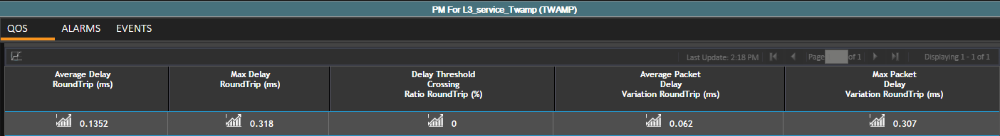 PM For L3_service_Twamp (TWAMP)
QOS ALARMS EVENTS
Last Update: 2:18 PM Page of 1 Displaying 1 - 1 of 1
Average Delay
RoundTrip (ms)
Max Delay
RoundTrip (ms)
Delay Threshold
Crossing
Ratio RoundTrip (%)
Average Packet
Delay
Variation RoundTrip (ms)
Max Packet
Delay
Variation RoundTrip (ms)
0.1352 0.318 0 0.062 0.307